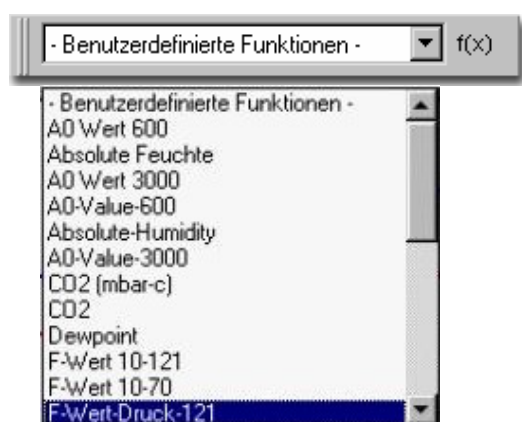 - Benutzerdefinierte Funktionen - f(x)
- Benutzerdefinierte Funktionen -
A0 Wert 600
Absolute Feuchte
A0 Wert 3000
A0-Value-600
Absolute-Humidity
A0-Value-3000
CO2 (mbar-c)
CO2
Dewpoint
F-Wert 10-121
F-Wert 10-70
F-Wert-Druck-121